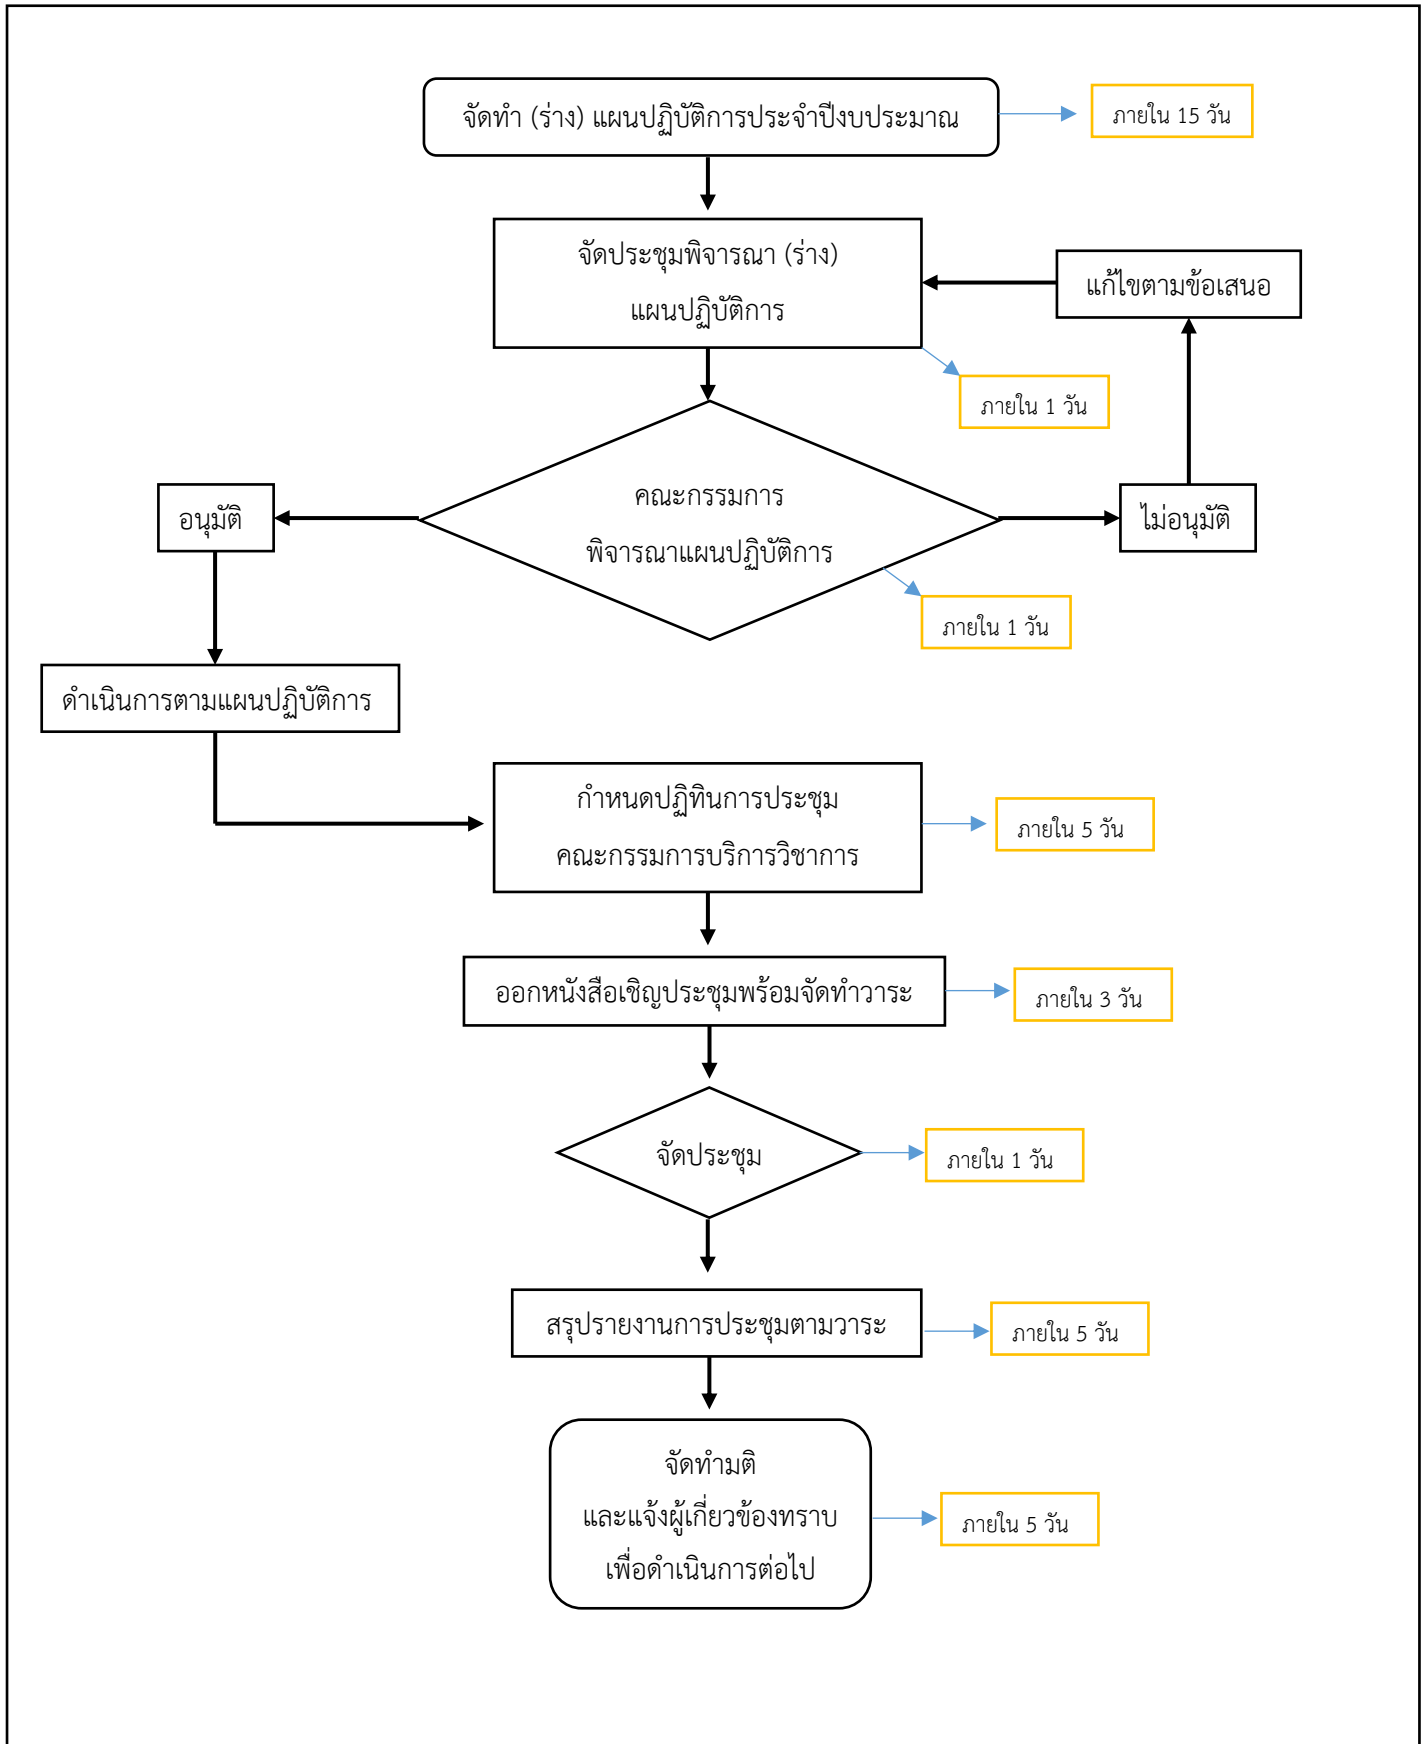 จัดทำ (ร่าง) แผนปฏิบัติการประจำปีงบประมาณ
ภายใน 15 วัน
จัดประชุมพิจารณา (ร่าง)
แผนปฏิบัติการ
แก้ไขตามข้อเสนอ
ภายใน 1 วัน
คณะกรรมการ
พิจารณาแผนปฏิบัติการ
อนุมัติ
ไม่อนุมัติ
ภายใน 1 วัน
ดำเนินการตามแผนปฏิบัติการ
กำหนดปฏิทินการประชุม
คณะกรรมการบริการวิชาการ
ภายใน 5 วัน
ออกหนังสือเชิญประชุมพร้อมจัดทำวาระ
ภายใน 3 วัน
จัดประชุม
ภายใน 1 วัน
สรุปรายงานการประชุมตามวาระ
ภายใน 5 วัน
จัดทำมติ
และแจ้งผู้เกี่ยวข้องทราบ
เพื่อดำเนินการต่อไป
ภายใน 5 วัน